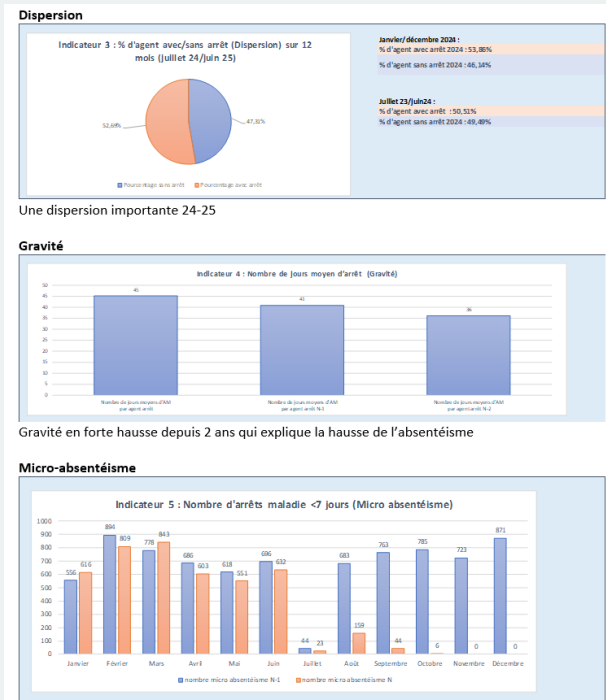 Dispersion
Indicateur 3 : % d'agent avec/sans arrêt (Dispersion) sur 12
mois (juillet 24/juin 25)
52,69%
47,31%
Pourcentage sans arrêt
Pourcentage avec arrêt
Janvier/décembre 2024 :
% d'agent avec arrêt 2024 : 53,86%
% d'agent sans arrêt 2024 : 46,14%
Juillet 23/juin24 :
% d'agent avec arrêt : 50,51%
% d'agent sans arrêt 2024 : 49,49%
Une dispersion importante 24-25
Gravité
Indicateur 4 : Nombre de jours moyen d'arrêt (Gravité)
50
45
40
35
30
25
20
15
10
5
0
45
41
36
Nombre de jours moyens d'AM
par agent arrêt
Nombre de jours moyens d'AM
par agent arrêt N-1
Nombre de jours moyens d'AM
par agent arrêt N-2
Gravité en forte hausse depuis 2 ans qui explique la hausse de l'absentéisme
Micro-absentéisme
Indicateur 5 : Nombre d'arrêts maladie <7 jours (Micro absentéisme)
1000
900
800
700
600
500
400
300
200
100
0
556
616
894
809
778
843
686
603
618
551
696
632
44
23
683
159
763
44
785
6
723
0
871
0
Janvier
Février
Mars
Avril
Mai
Juin
Juillet
Août
Septembre
Octobre
Novembre
Décembre
nombre micro absentéisme N-1
nombre micro absentéisme N